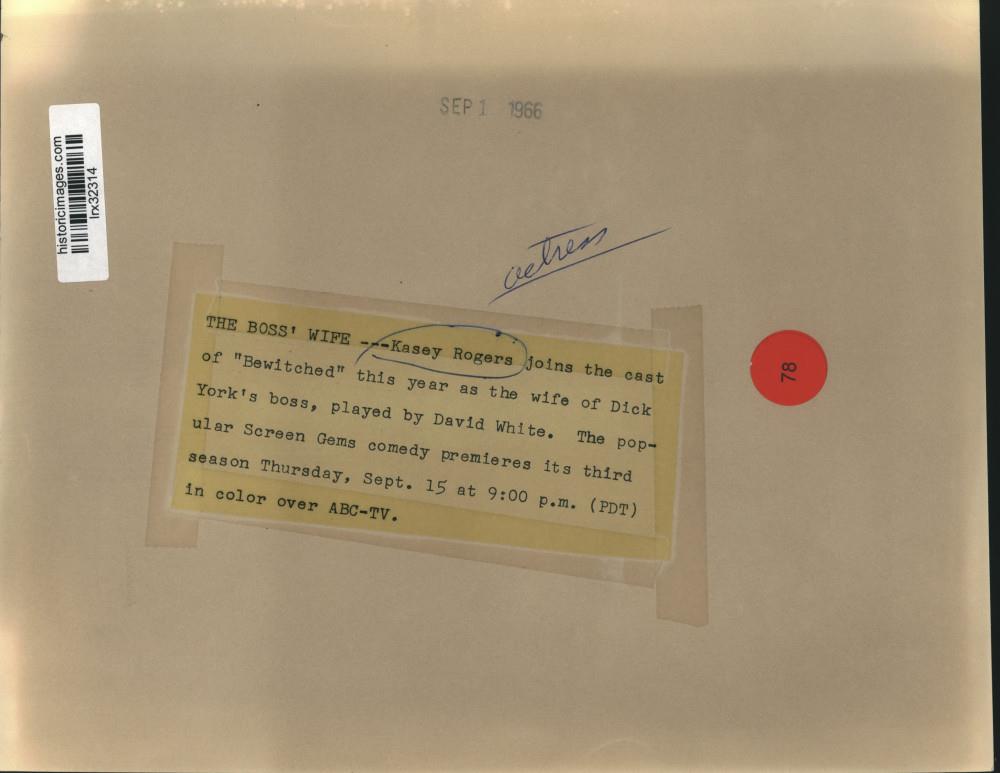 SEP 1 1966
historicimages.com
lrx32314
actress
THE BOSS' WIFE ---Kasey Rogers joins the cast
of "Bewitched" this year as the wife of Dick
York's boss, played by David White. The pop-
ular Screen Gems comedy premieres its third
season Thursday, Sept. 15 at 9:00 p.m. (PDT)
in color over ABC-TV.
78